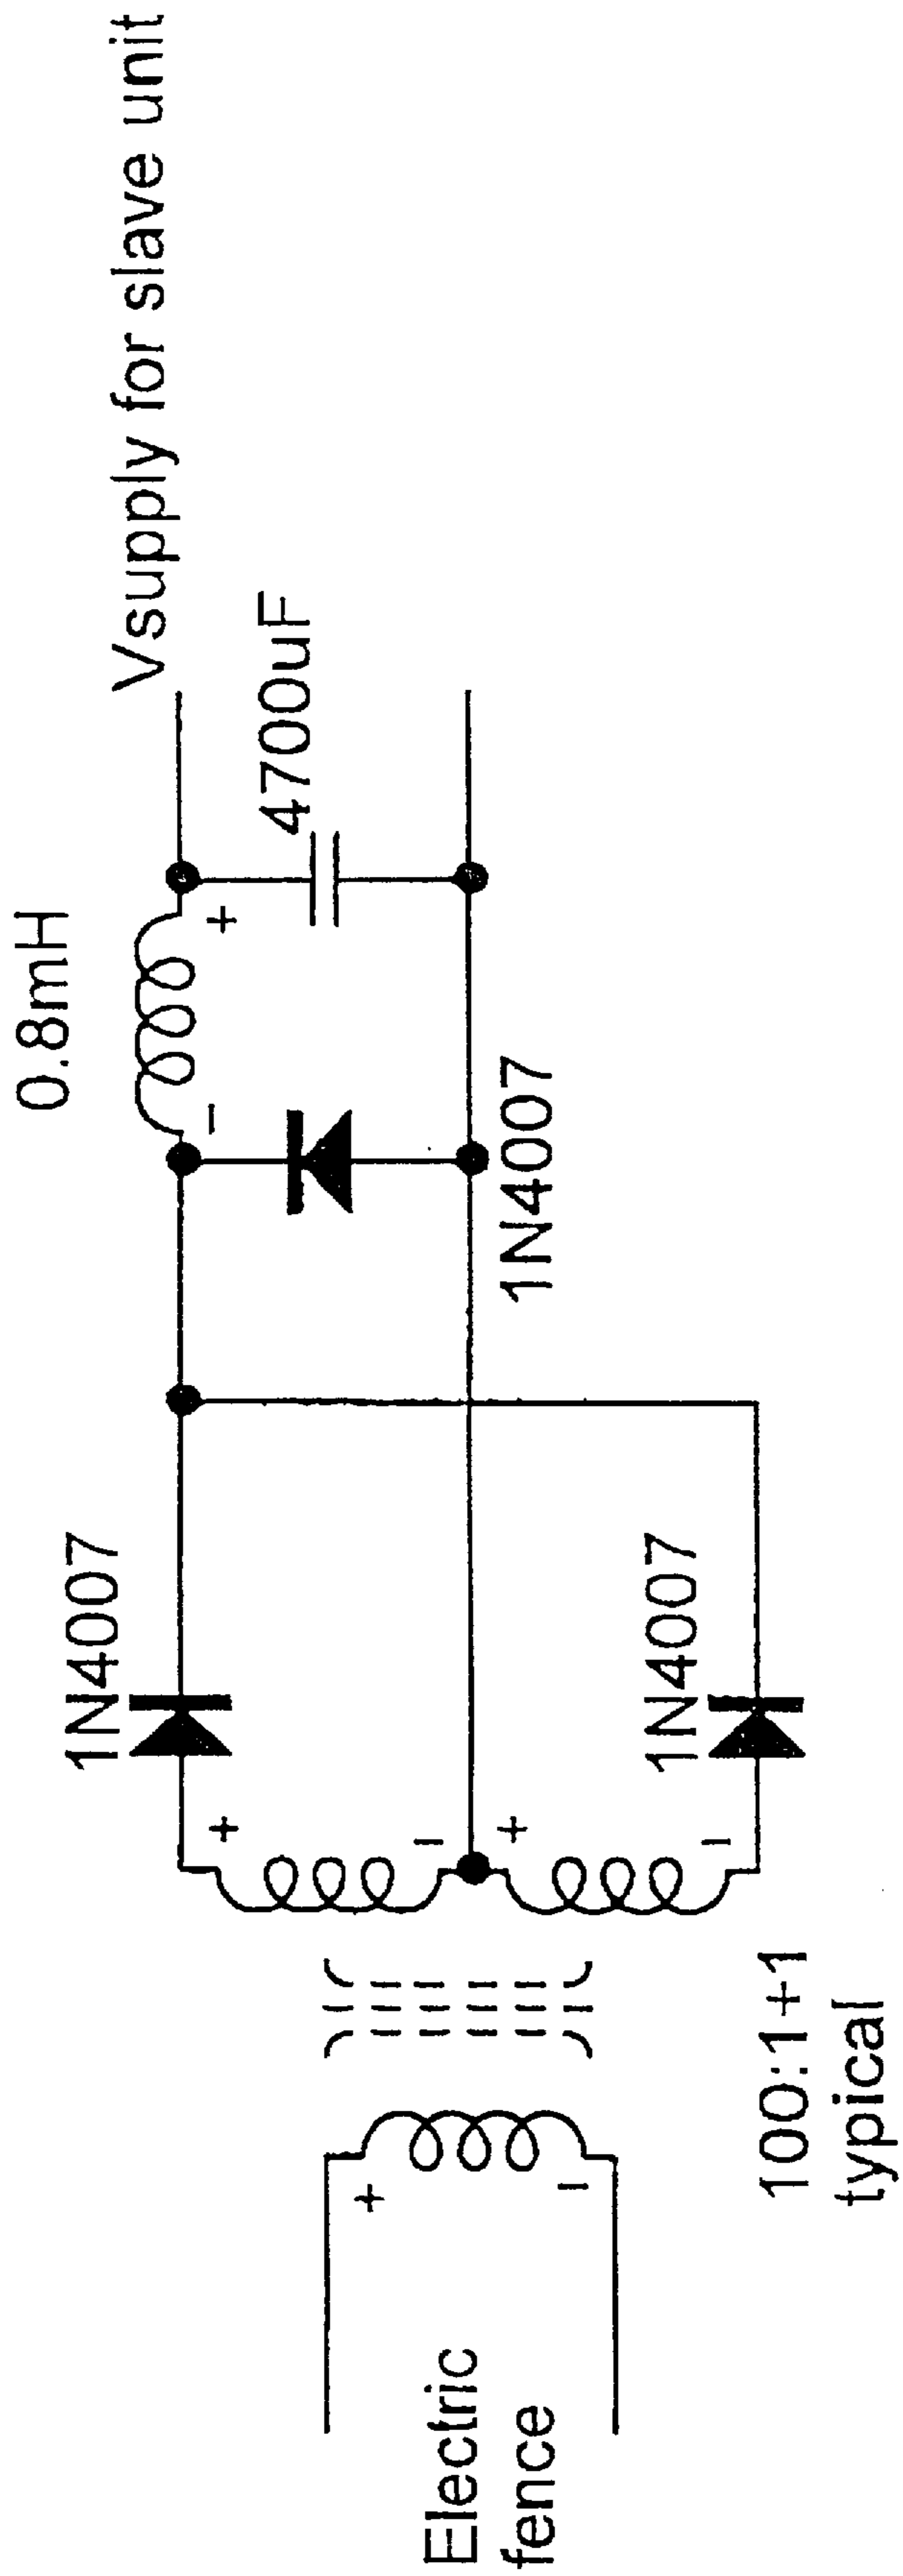 Electric
fence
100:1+1
typical
+
−
+
−
+
−
1N4007
1N4007
1N4007
0.8mH
−
+
4700uF
Vsupply for slave unit